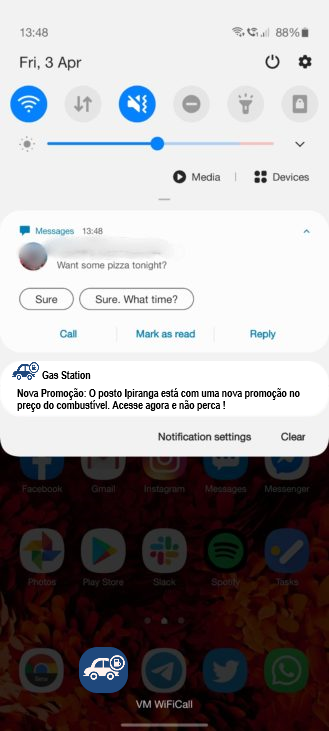 13:48
88%
Fri, 3 Apr
Media
Devices
Messages 13:48
Want some pizza tonight?
Sure
Sure. What time?
Call
Mark as read
Reply
Gas Station
Nova Promoção: O posto Ipiranga está com uma nova promoção no
preço do combustível. Acesse agora e não perca !
Notification settings
Clear
Facebook
Gmail
Instagram
Messages
Messenger
Photos
Play Store
Slack
Spotify
Tasks
VM WiFiCall